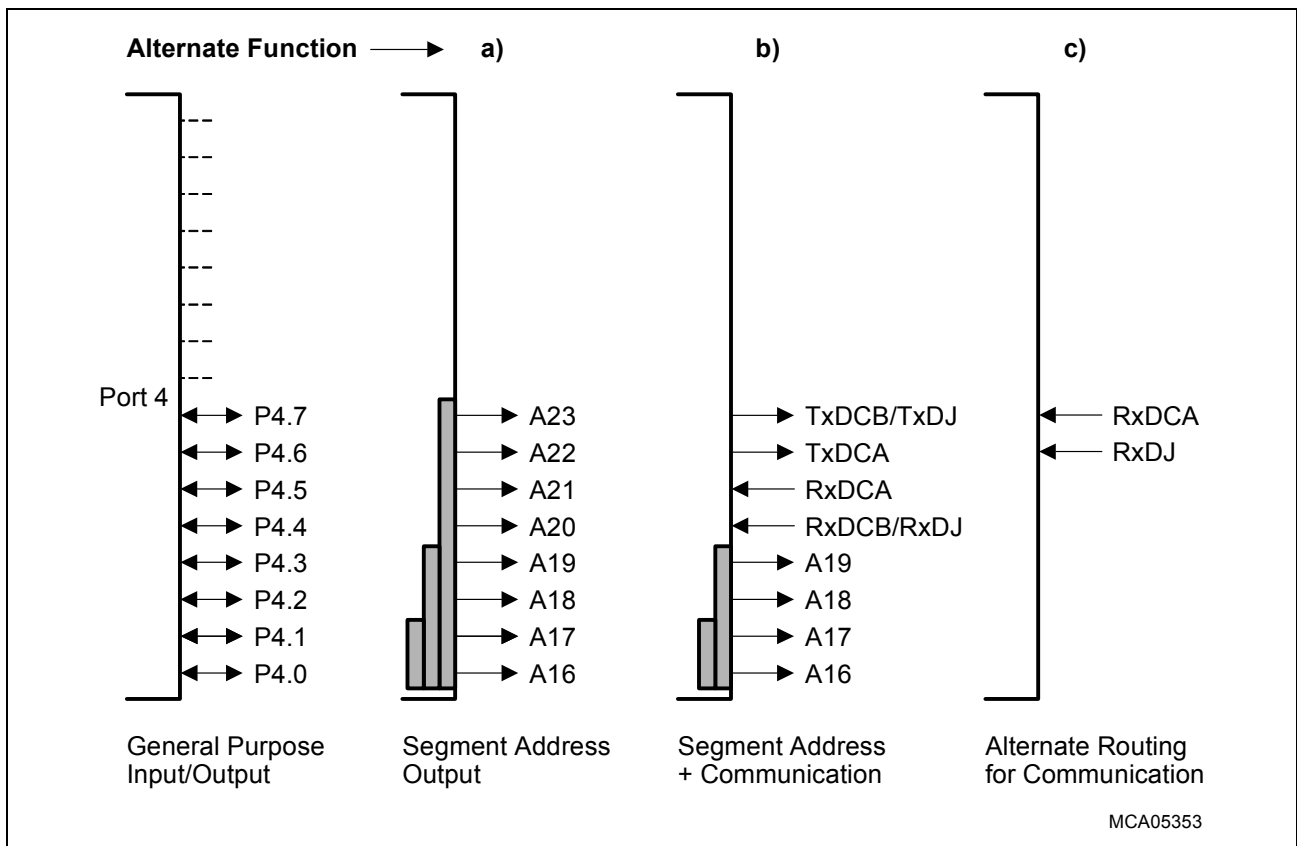 Alternate Function a) b) c)
Port 4
P4.7 A23 TxDCB/TxDJ RxDCA
P4.6 A22 TxDCA RxDJ
P4.5 A21 RxDCA
P4.4 A20 RxDCB/RxDJ
P4.3 A19 A19
P4.2 A18 A18
P4.1 A17 A17
P4.0 A16 A16
General Purpose Segment Address Segment Address Alternate Routing
Input/Output Output + Communication for Communication
MCA05353